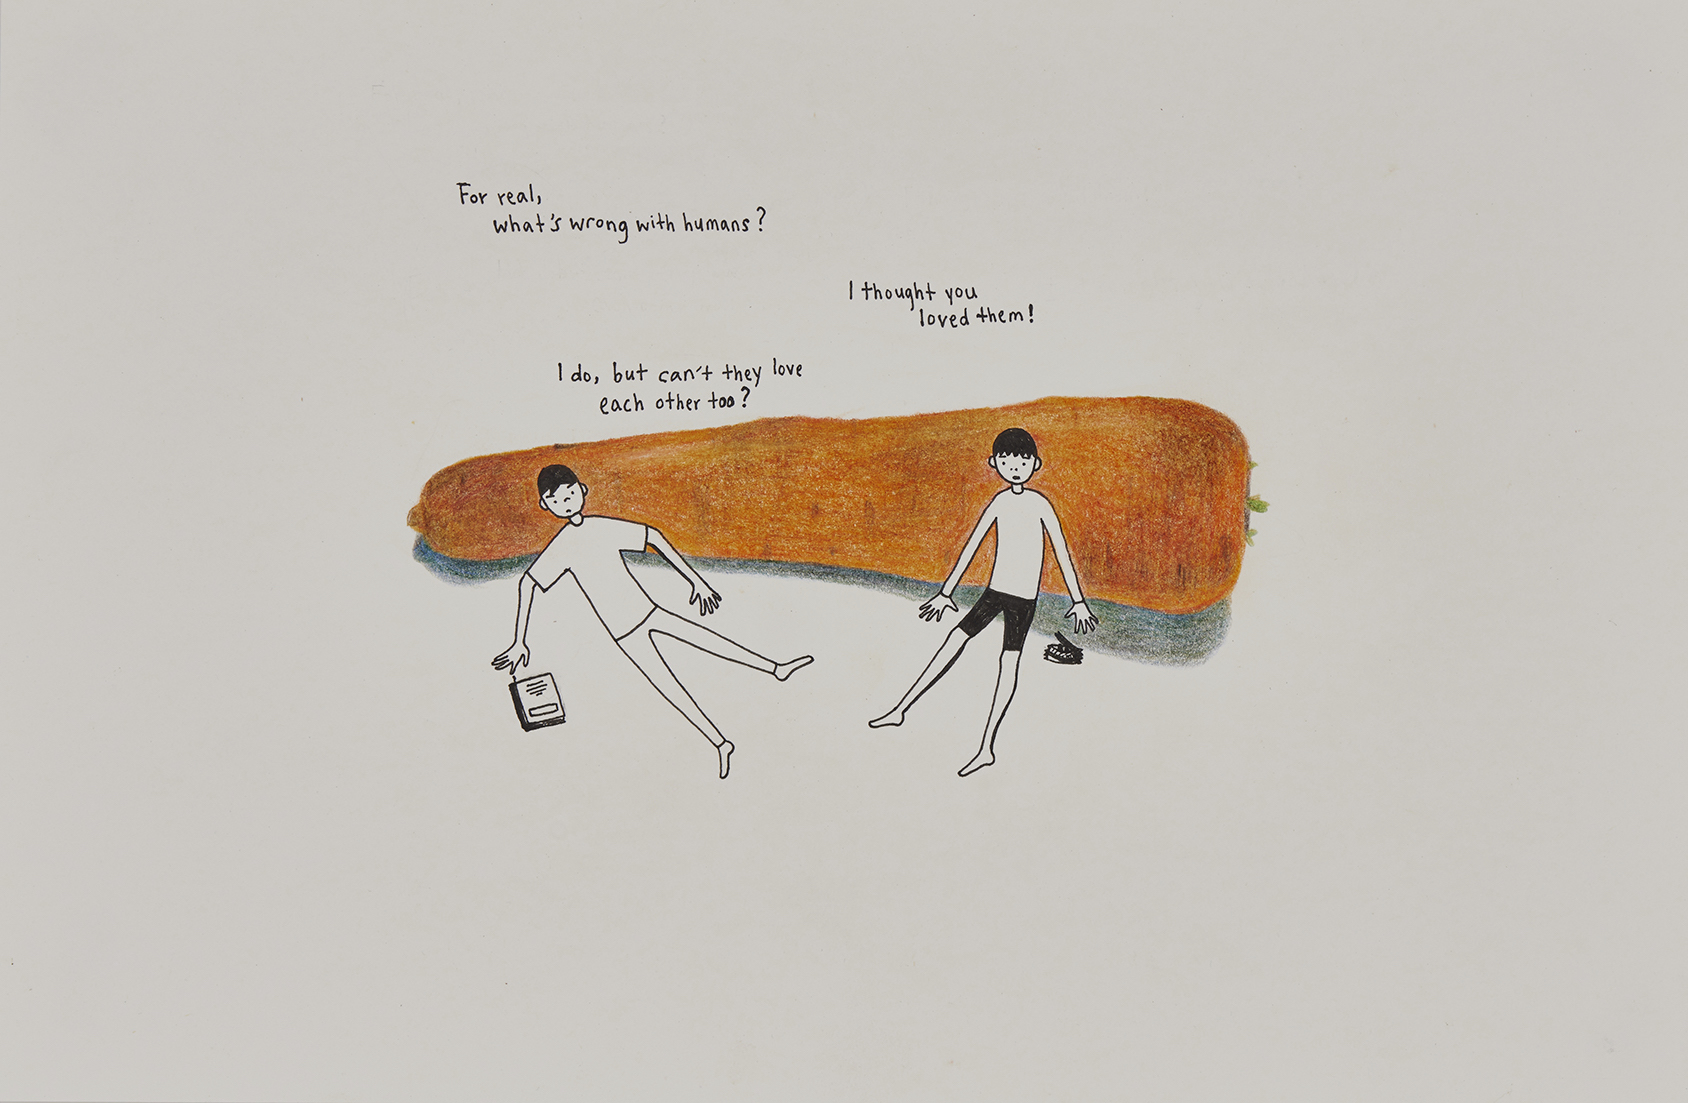 For real,
what's wrong with humans?
I thought you
loved them!
I do, but can't they love
each other too?